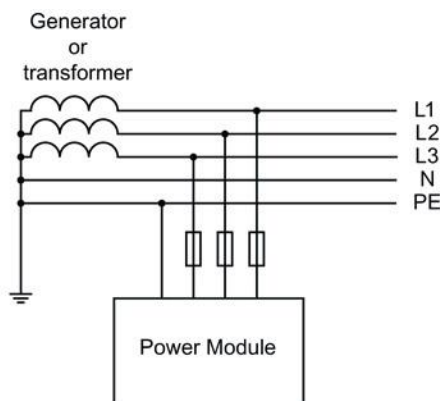 Generator
or
transformer
L1
L2
L3
N
PE
Power Module